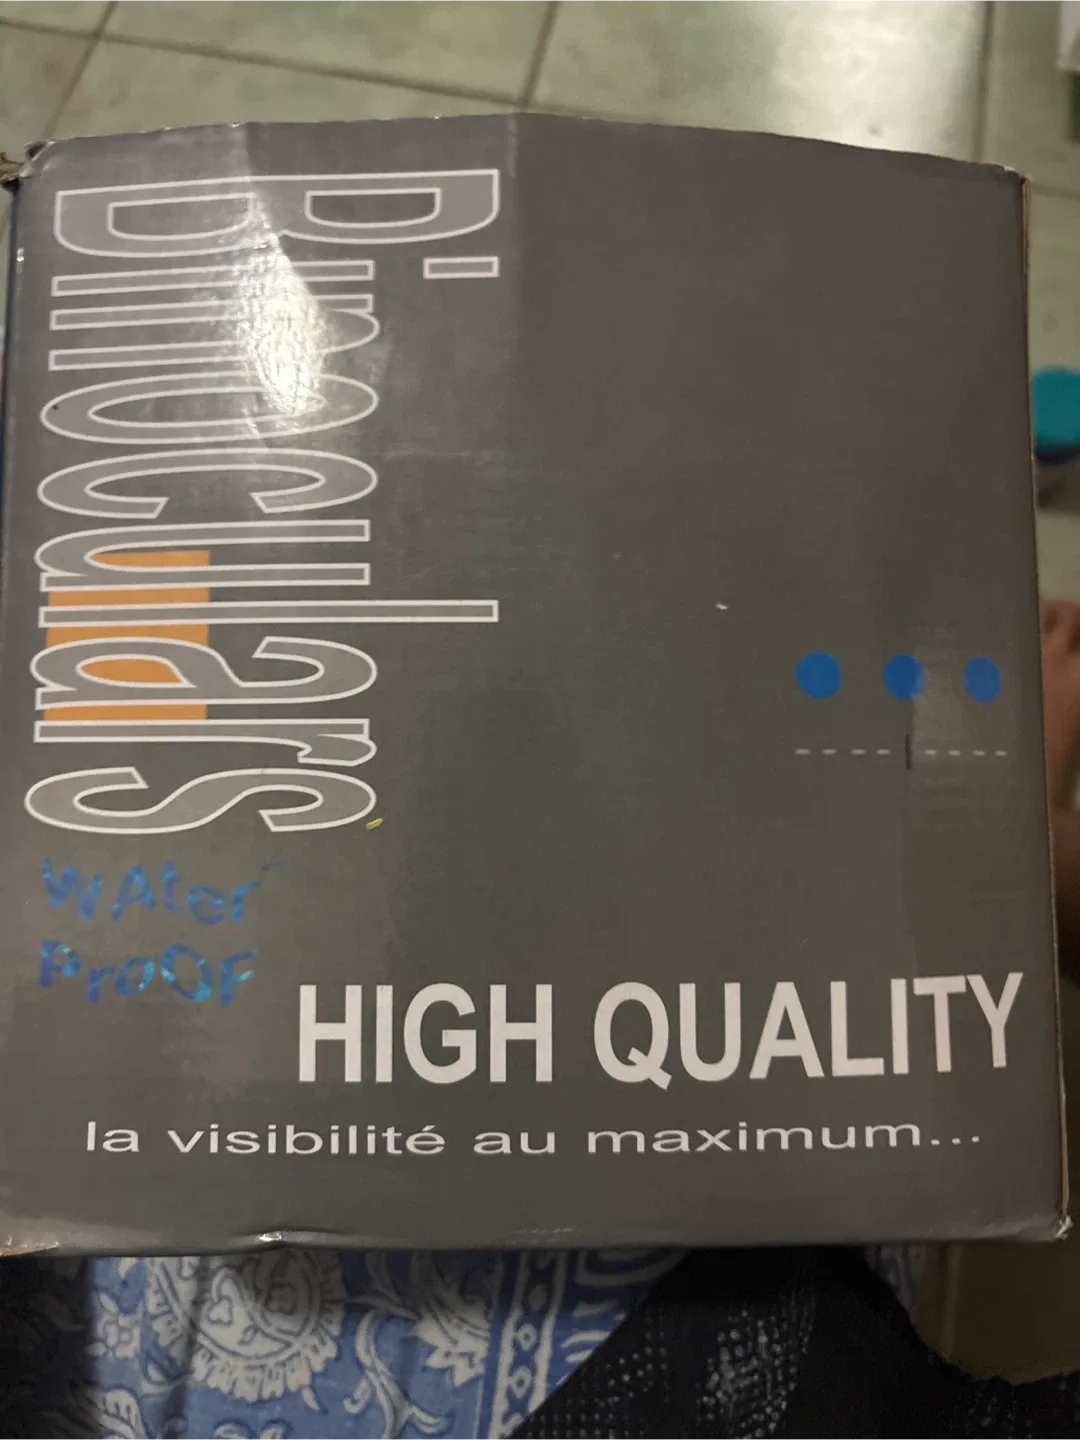 Binoculars
WAter
ProOF
HIGH QUALITY
la visibilité au maximum...